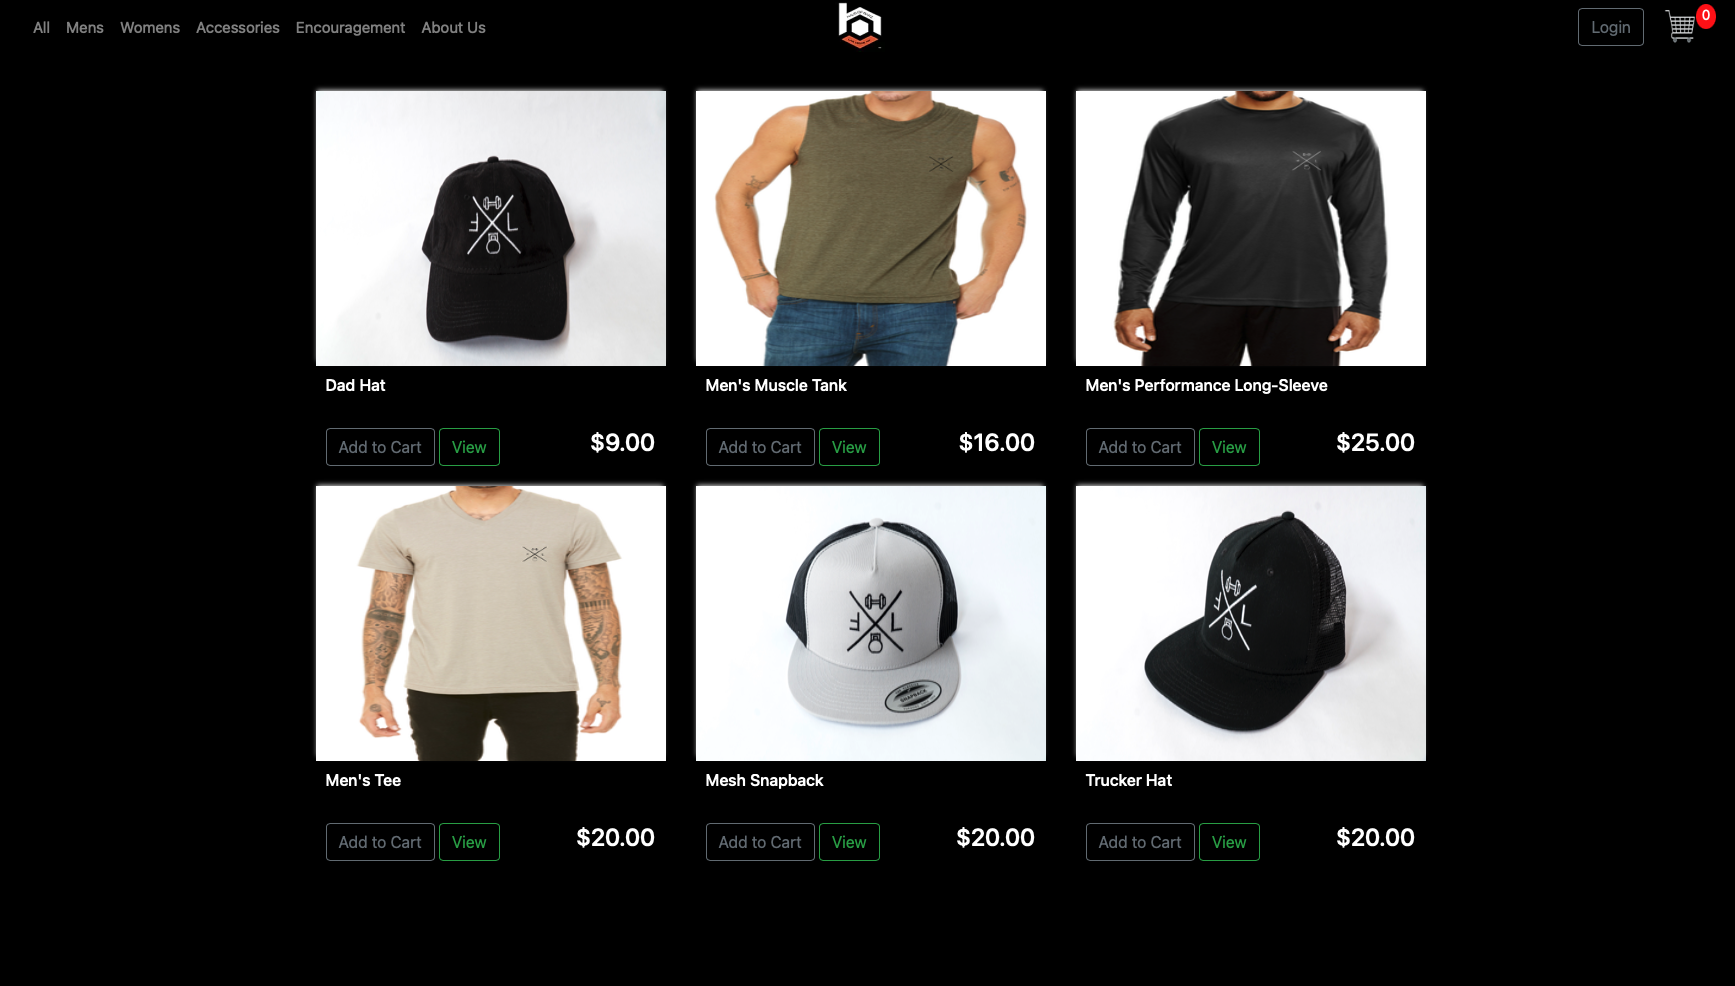 All Mens Womens Accessories Encouragement About Us
Login
0
F L
Dad Hat
Add to Cart View $9.00
Men's Muscle Tank
Add to Cart View $16.00
Men's Performance Long-Sleeve
Add to Cart View $25.00
Men's Tee
Add to Cart View $20.00
F L
SNAPBACK
Mesh Snapback
Add to Cart View $20.00
F L
Trucker Hat
Add to Cart View $20.00